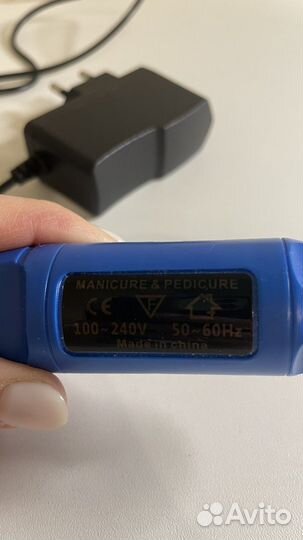 MANICURE & PEDICURE
CE F
100~240V 50~60Hz
Made in china
Avito